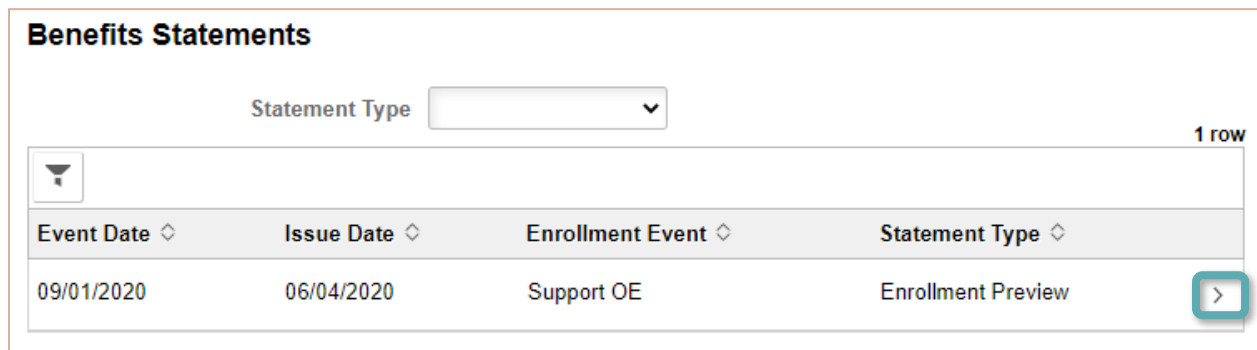 Benefits Statements
Statement Type
1 row
Event Date Issue Date Enrollment Event Statement Type
09/01/2020 06/04/2020 Support OE Enrollment Preview